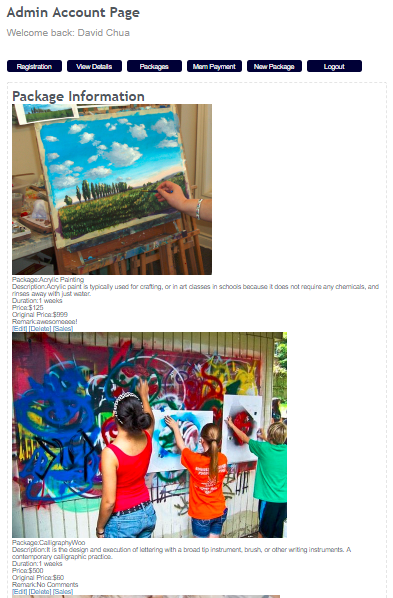 Admin Account Page
Welcome back: David Chua
Registration
View Details
Packages
Mem Payment
New Package
Logout
Package Information
Package:Acrylic Painting
Description:Acrylic paint is typically used for crafting, or in art classes in schools because it does not require any chemicals, and
rinses away with just water.
Duration:1 weeks
Price:$125
Original Price:$999
Remark:awesomeeee!
[Edit] [Delete] [Sales]
Package:CalligraphyWoo
Description:It is the design and execution of lettering with a broad tip instrument, brush, or other writing instruments. A
contemporary calligraphic practice.
Duration:1 weeks
Price:$500
Original Price:$60
Remark:No Comments
[Edit] [Delete] [Sales]